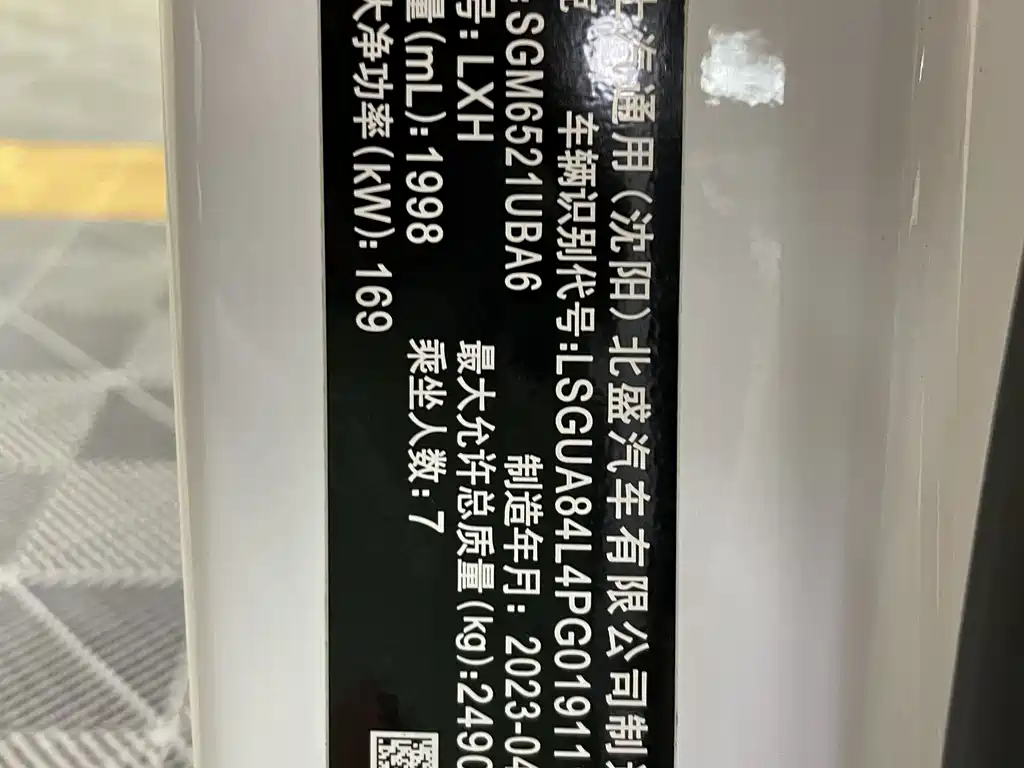 汽通用(沈阳)北盛汽车有限公司制
车辆识别代号:LSGUA84L4PG01911
:SGM6521UBA6 制造年月: 2023-04
号: LXH 最大允许总质量(kg):2490
量(mL): 1998 乘坐人数: 7
大净功率(kW): 169